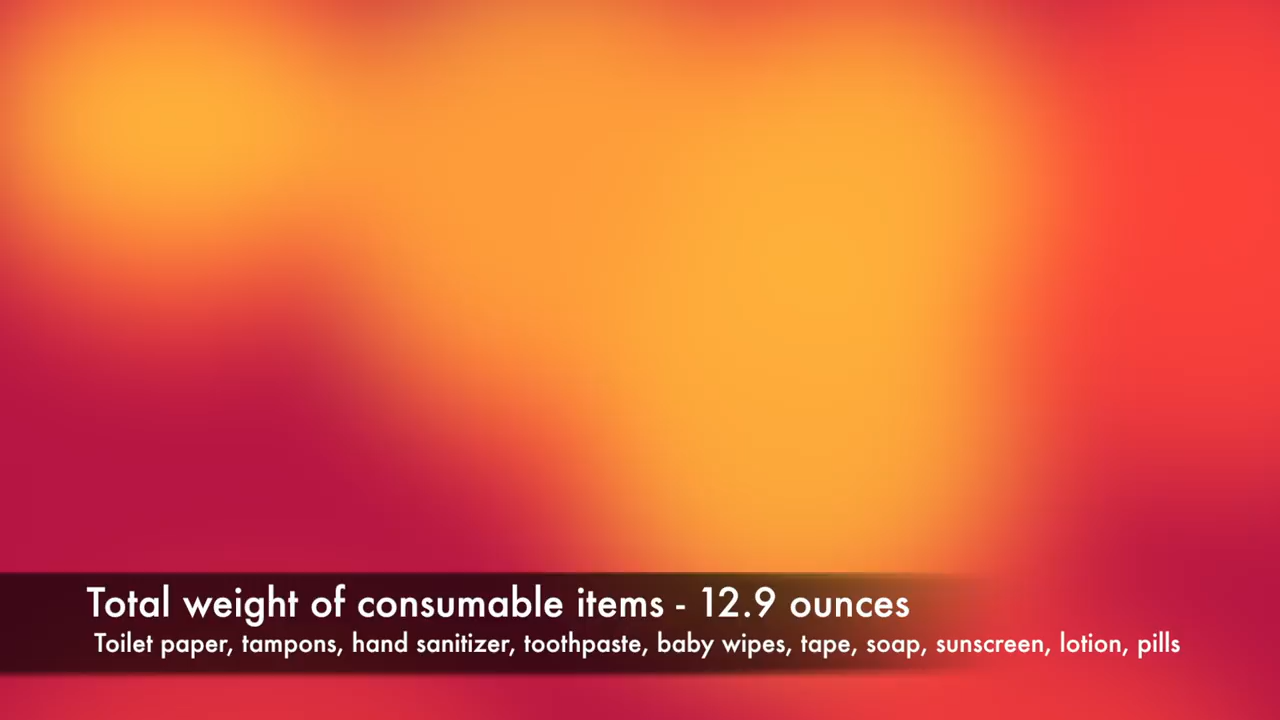 Total weight of consumable items - 12.9 ounces
Toilet paper, tampons, hand sanitizer, toothpaste, baby wipes, tape, soap, sunscreen, lotion, pills